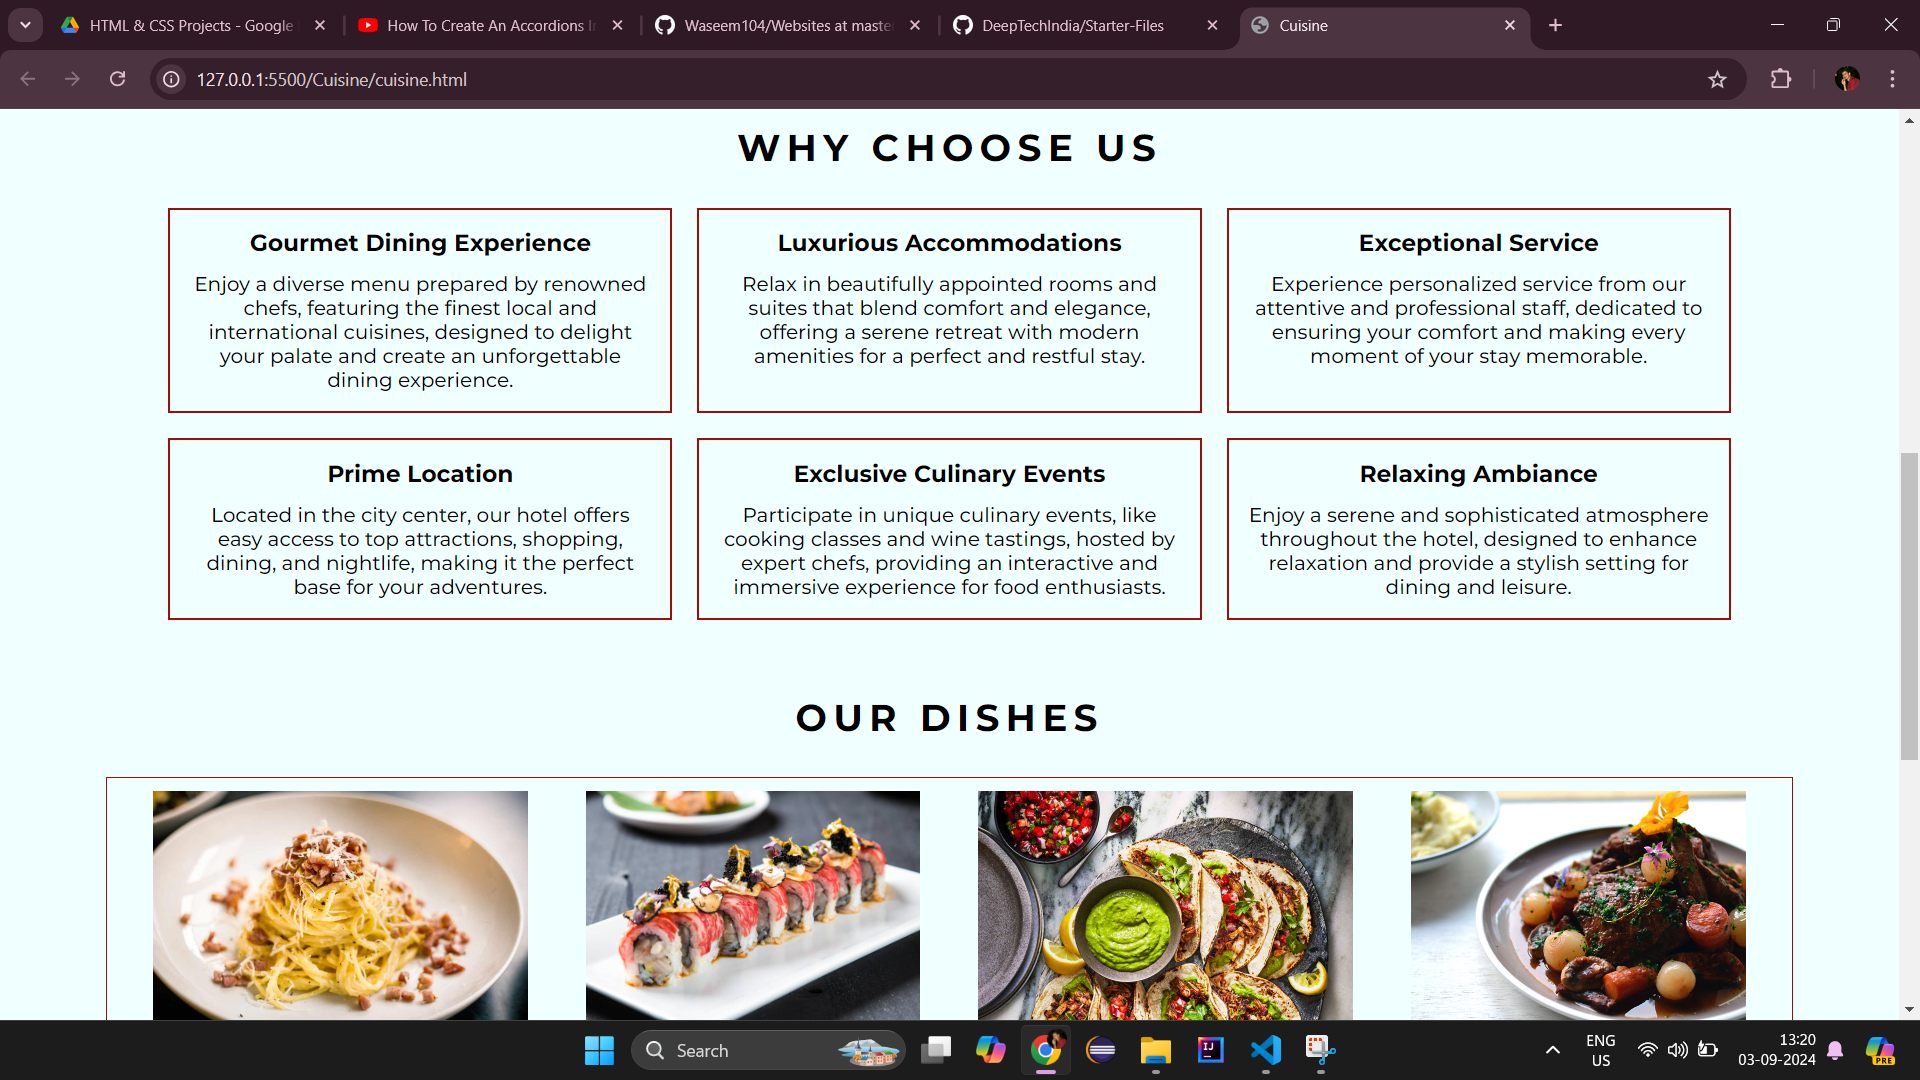 HTML & CSS Projects - Google
How To Create An Accordions I
Waseem104/Websites at maste
DeepTechIndia/Starter-Files
Cuisine
127.0.0.1:5500/Cuisine/cuisine.html
WHY CHOOSE US
Gourmet Dining Experience
Enjoy a diverse menu prepared by renowned
chefs, featuring the finest local and
international cuisines, designed to delight
your palate and create an unforgettable
dining experience.
Luxurious Accommodations
Relax in beautifully appointed rooms and
suites that blend comfort and elegance,
offering a serene retreat with modern
amenities for a perfect and restful stay.
Exceptional Service
Experience personalized service from our
attentive and professional staff, dedicated to
ensuring your comfort and making every
moment of your stay memorable.
Prime Location
Located in the city center, our hotel offers
easy access to top attractions, shopping,
dining, and nightlife, making it the perfect
base for your adventures.
Exclusive Culinary Events
Participate in unique culinary events, like
cooking classes and wine tastings, hosted by
expert chefs, providing an interactive and
immersive experience for food enthusiasts.
Relaxing Ambiance
Enjoy a serene and sophisticated atmosphere
throughout the hotel, designed to enhance
relaxation and provide a stylish setting for
dining and leisure.
OUR DISHES
Search
IJ
ENG
US
13:20
03-09-2024
PRE